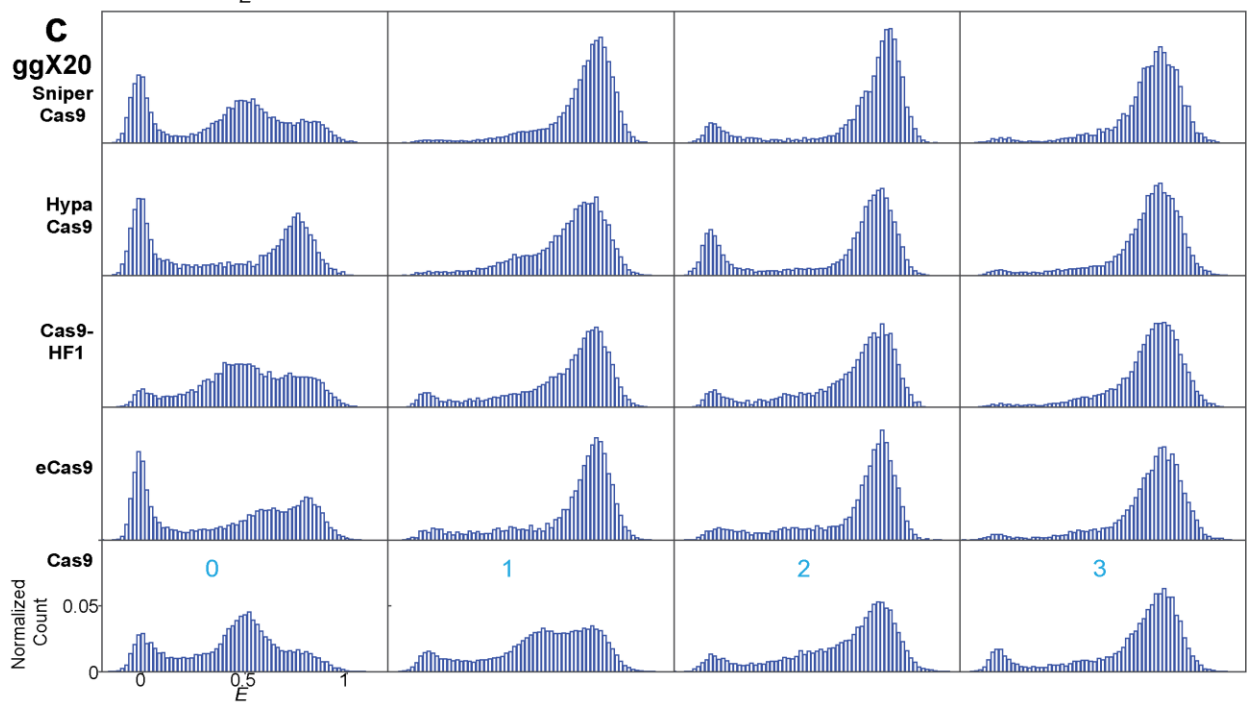 C
ggX20
Sniper
Cas9
Hypa
Cas9
Cas9-
HF1
eCas9
Cas9
0
1
2
3
Normalized
Count
0.05
0
0
0.5
1
E